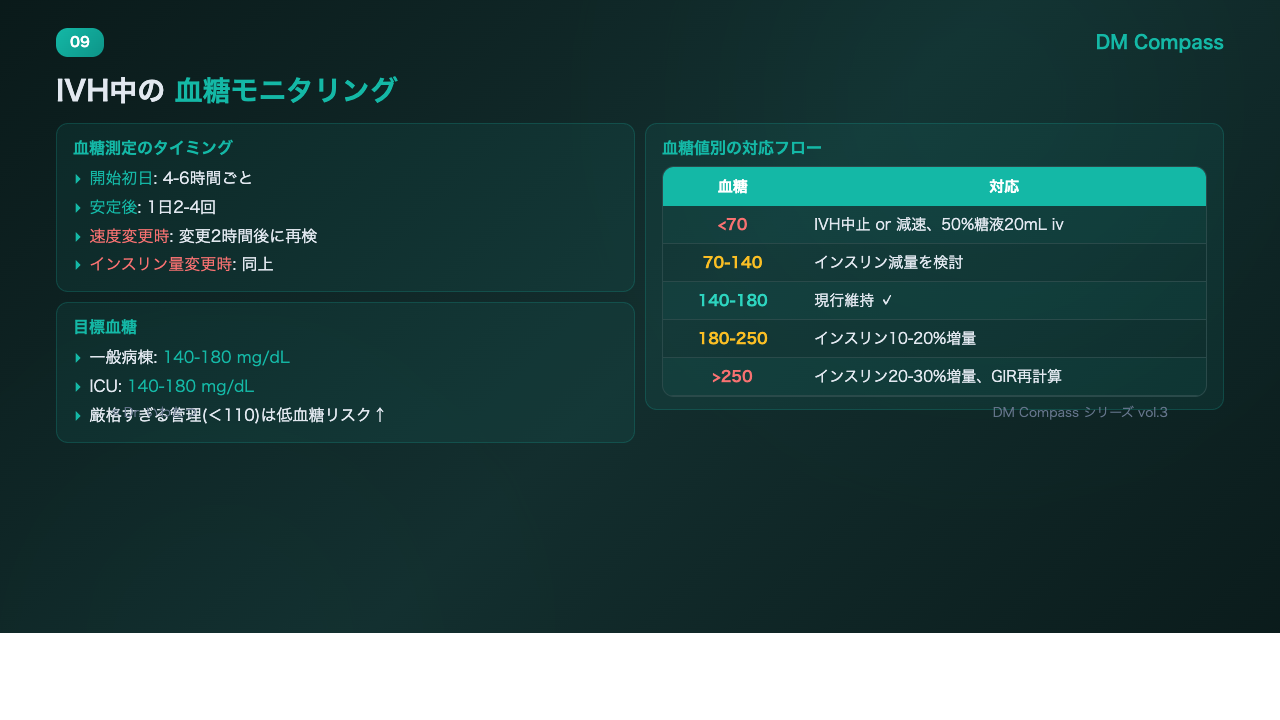 09
DM Compass
IVH中の 血糖モニタリング
血糖測定のタイミング
開始初日: 4-6時間ごと
安定後: 1日2-4回
速度変更時: 変更2時間後に再検
インスリン量変更時: 同上
目標血糖
一般病棟: 140-180 mg/dL
ICU: 140-180 mg/dL
厳格すぎる管理(<110)は低血糖リスク↑
血糖値別の対応フロー
血糖 対応
<70 IVH中止 or 減速、50%糖液20mL iv
70-140 インスリン減量を検討
140-180 現行維持 ✓
180-250 インスリン10-20%増量
>250 インスリン20-30%増量、GIR再計算
DM Compass シリーズ vol.3